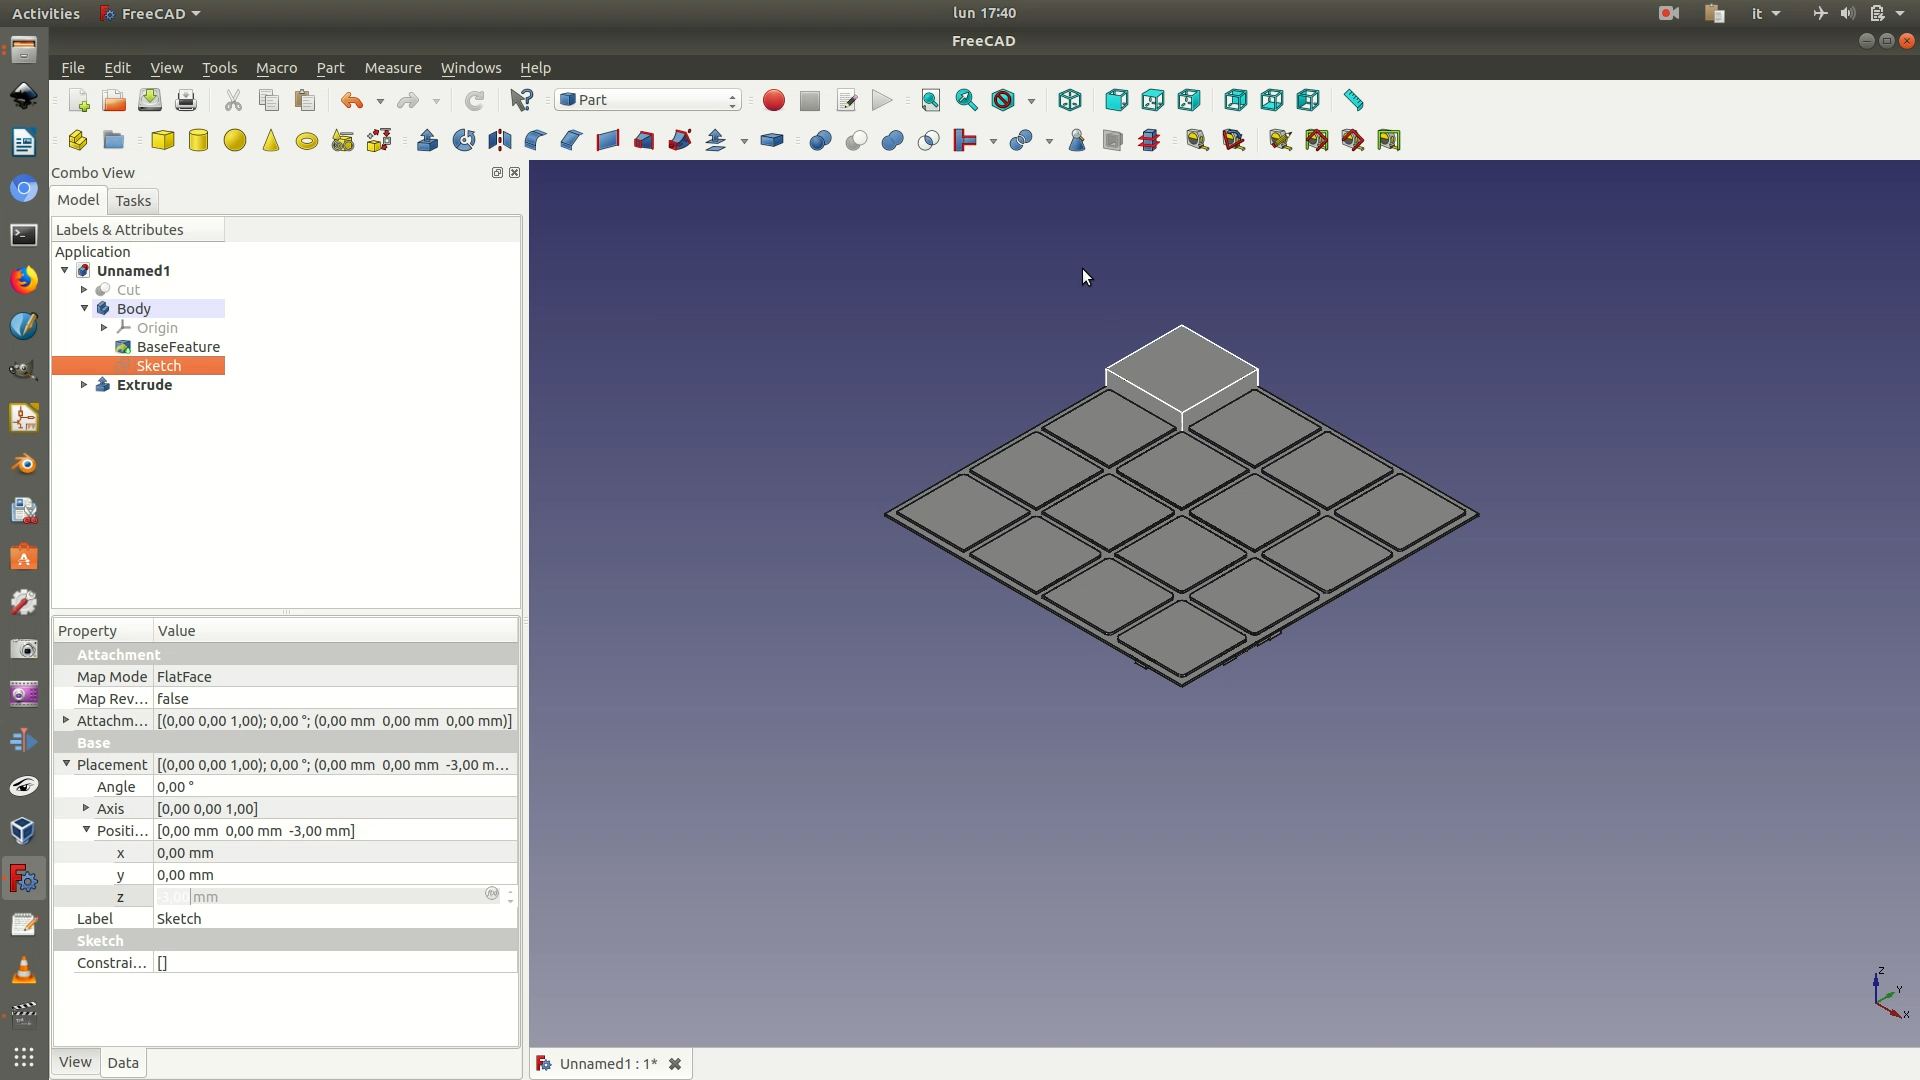 Activities FreeCAD lun 17:40 it
FreeCAD
File Edit View Tools Macro Part Measure Windows Help
Part
Combo View
Model Tasks
Labels & Attributes
Application
Unnamed1
Cut
Body
Origin
BaseFeature
Sketch
Extrude
Property Value
Attachment
Map Mode FlatFace
Map Rev... false
Attachm... [(0,00 0,00 1,00); 0,00 °; (0,00 mm 0,00 mm 0,00 mm)]
Base
Placement [(0,00 0,00 1,00); 0,00 °; (0,00 mm 0,00 mm -3,00 m...
Angle 0,00 °
Axis [0,00 0,00 1,00]
Positi... [0,00 mm 0,00 mm -3,00 mm]
x 0,00 mm
y 0,00 mm
z -3,00 mm
Label Sketch
Sketch
Constrai... []
View Data
Unnamed1 : 1*
Z
Y
X